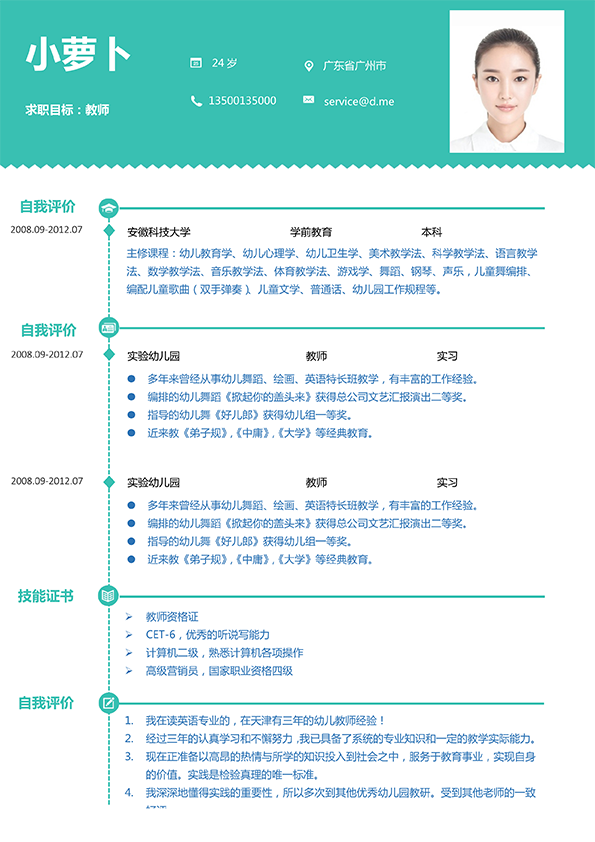 小萝卜
24 岁
广东省广州市
求职目标：教师
13500135000
service@d.me
自我评价
2008.09-2012.07 安徽科技大学 学前教育 本科
主修课程：幼儿教育学、幼儿心理学、幼儿卫生学、美术教学法、科学教学法、语言教学
法、数学教学法、音乐教学法、体育教学法、游戏学、舞蹈、钢琴、声乐，儿童舞编排、
编配儿童歌曲（双手弹奏）、儿童文学、普通话、幼儿园工作规程等。
自我评价
2008.09-2012.07 实验幼儿园 教师 实习
● 多年来曾经从事幼儿舞蹈、绘画、英语特长班教学，有丰富的工作经验。
● 编排的幼儿舞蹈《掀起你的盖头来》获得总公司文艺汇报演出二等奖。
● 指导的幼儿舞《好儿郎》获得幼儿组一等奖。
● 近来教《弟子规》，《中庸》，《大学》等经典教育。
2008.09-2012.07 实验幼儿园 教师 实习
● 多年来曾经从事幼儿舞蹈、绘画、英语特长班教学，有丰富的工作经验。
● 编排的幼儿舞蹈《掀起你的盖头来》获得总公司文艺汇报演出二等奖。
● 指导的幼儿舞《好儿郎》获得幼儿组一等奖。
● 近来教《弟子规》，《中庸》，《大学》等经典教育。
技能证书
➢ 教师资格证
➢ CET-6，优秀的听说写能力
➢ 计算机二级，熟悉计算机各项操作
➢ 高级营销员，国家职业资格四级
自我评价
1. 我在读英语专业的，在天津有三年的幼儿教师经验！
2. 经过三年的认真学习和不懈努力，我已具备了系统的专业知识和一定的教学实际能力。
3. 现在正准备以高昂的热情与所学的知识投入到社会之中，服务于教育事业，实现自身
的价值。实践是检验真理的唯一标准。
4. 我深深地懂得实践的重要性，所以多次到其他优秀幼儿园教研。受到其他老师的一致